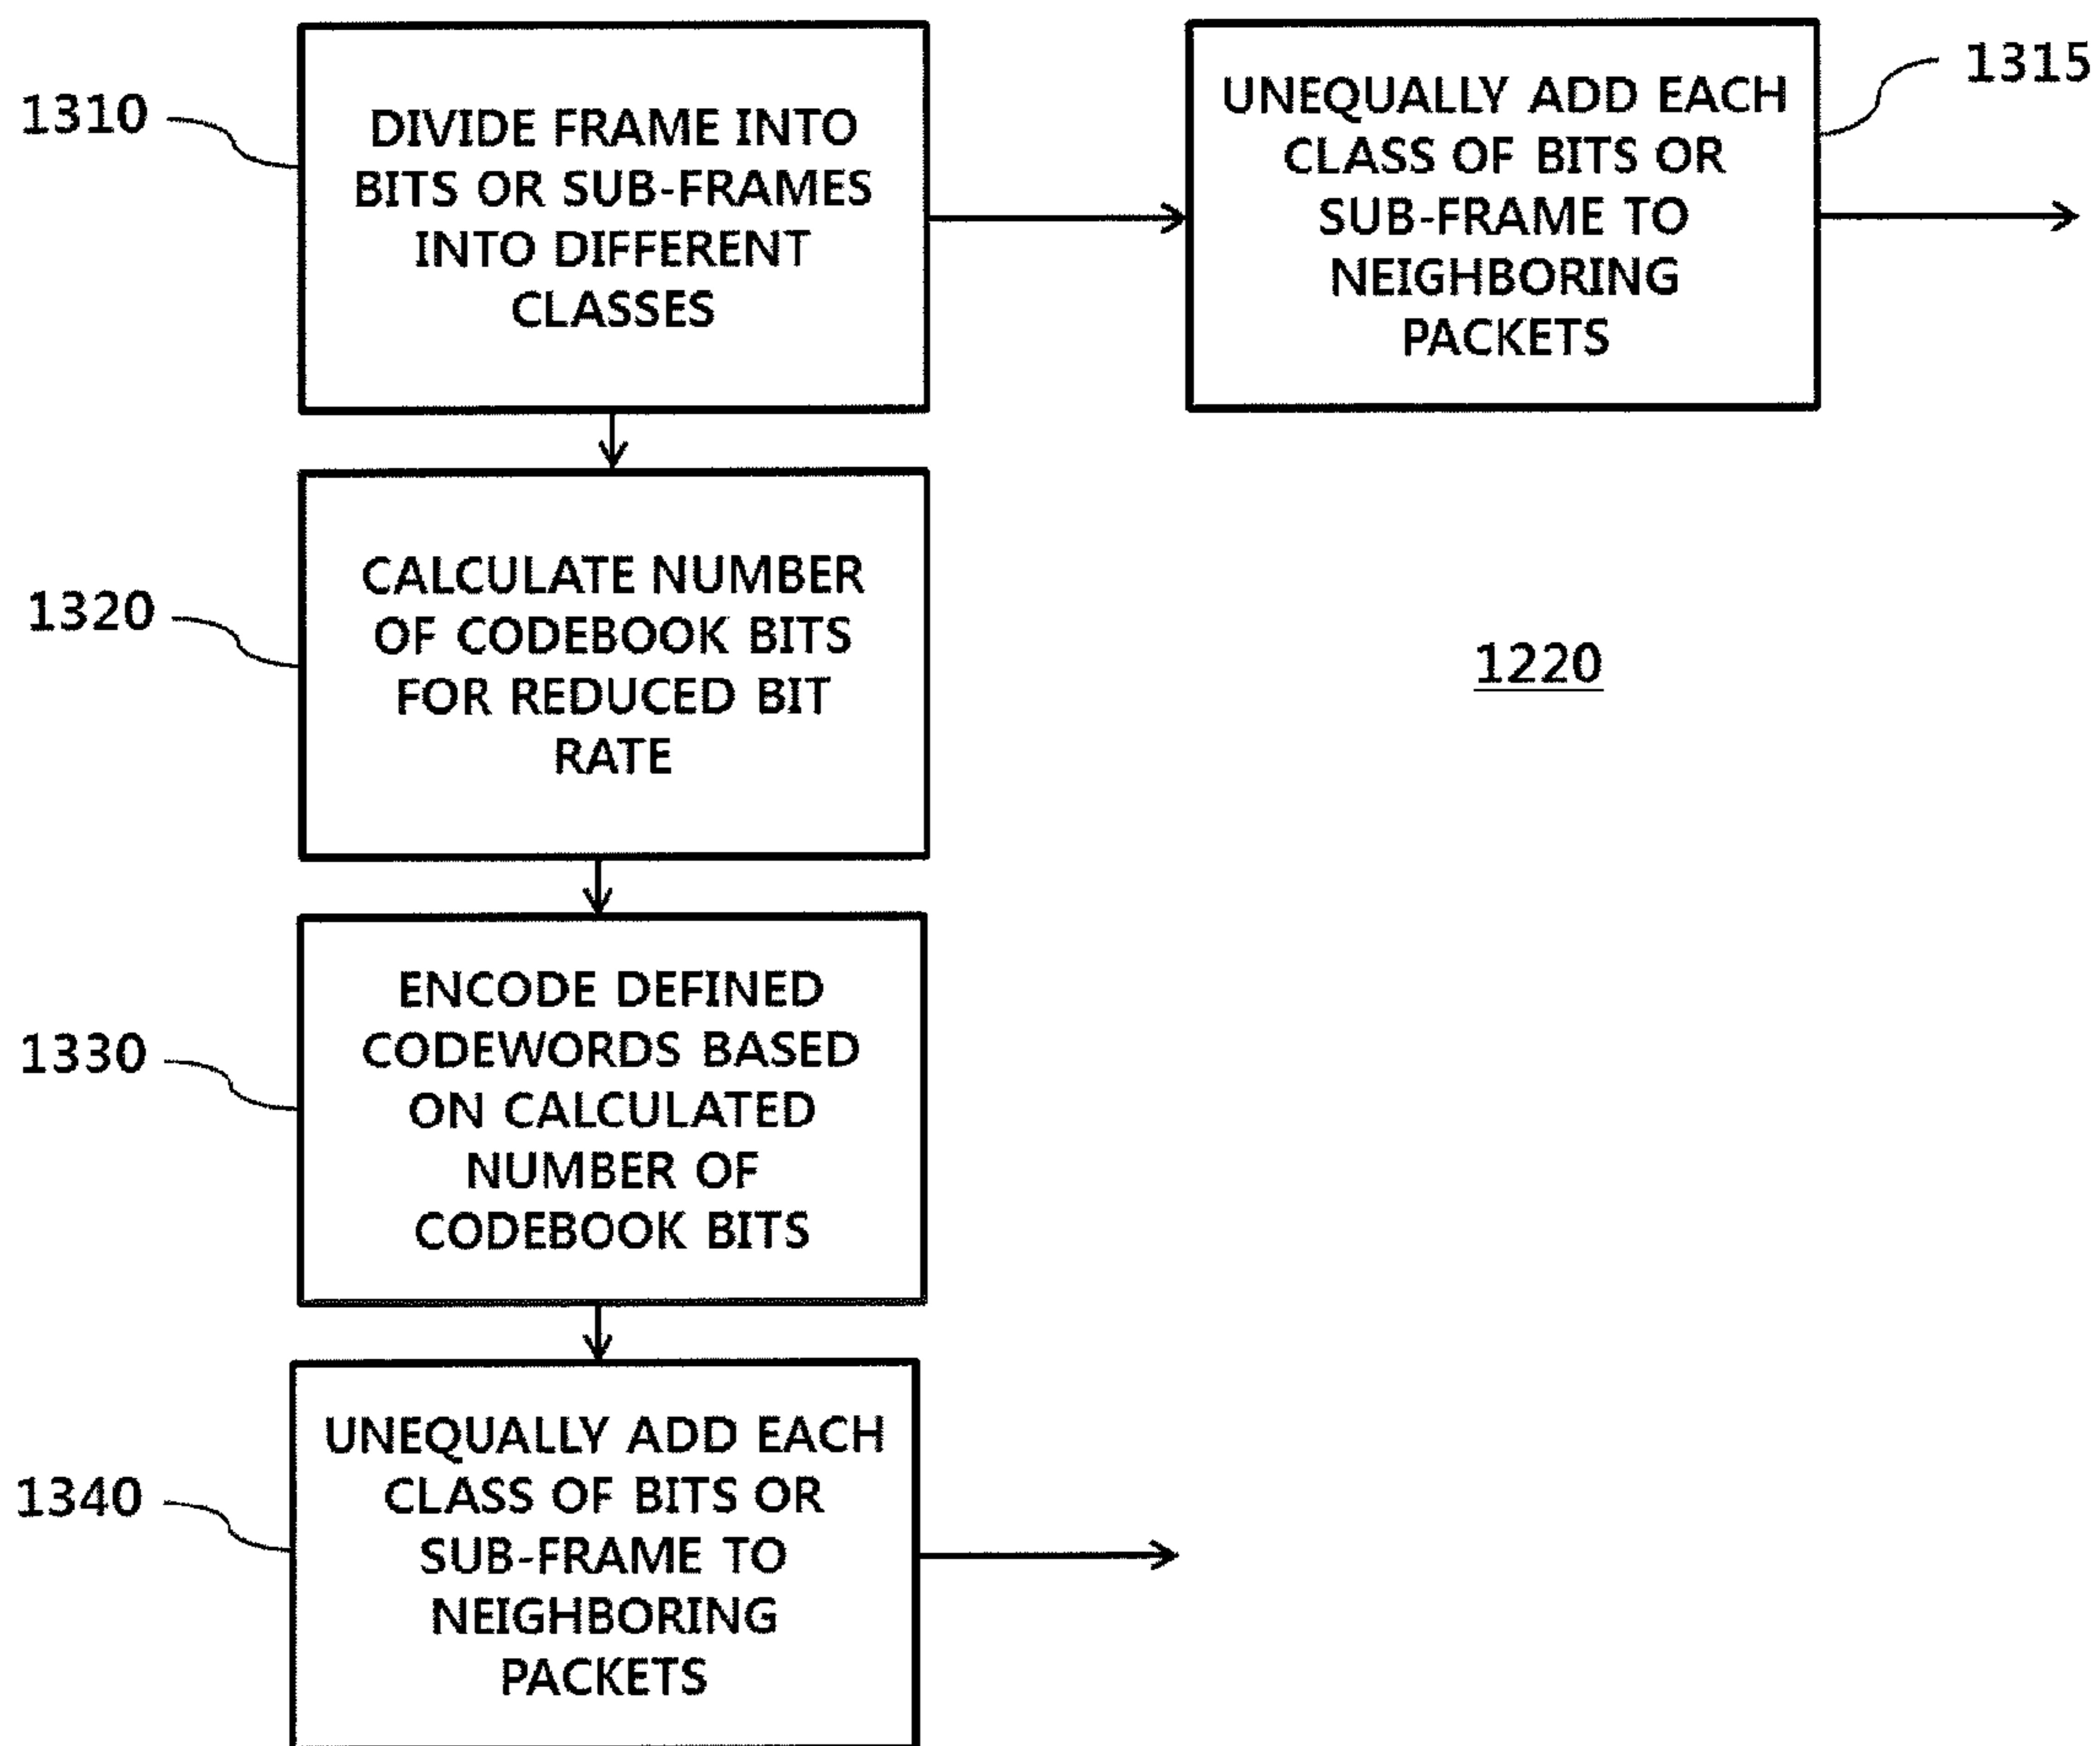 1310
DIVIDE FRAME INTO
BITS OR SUB-FRAMES
INTO DIFFERENT
CLASSES
UNEQUALLY ADD EACH
CLASS OF BITS OR
SUB-FRAME TO
NEIGHBORING
PACKETS
1315
1320
CALCULATE NUMBER
OF CODEBOOK BITS
FOR REDUCED BIT
RATE
1220
1330
ENCODE DEFINED
CODEWORDS BASED
ON CALCULATED
NUMBER OF
CODEBOOK BITS
1340
UNEQUALLY ADD EACH
CLASS OF BITS OR
SUB-FRAME TO
NEIGHBORING
PACKETS